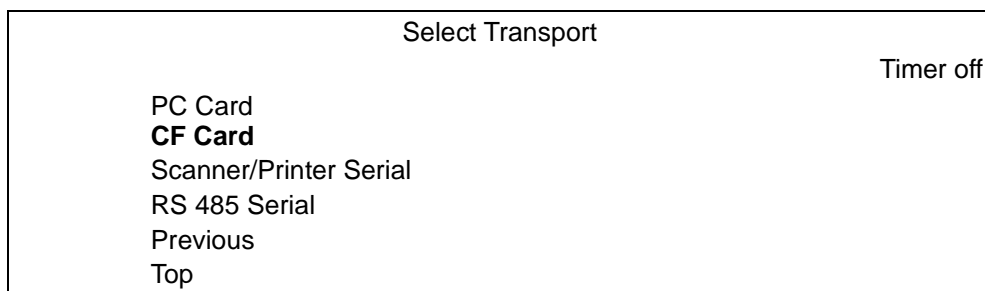 Select Transport
Timer off
PC Card
CF Card
Scanner/Printer Serial
RS 485 Serial
Previous
Top